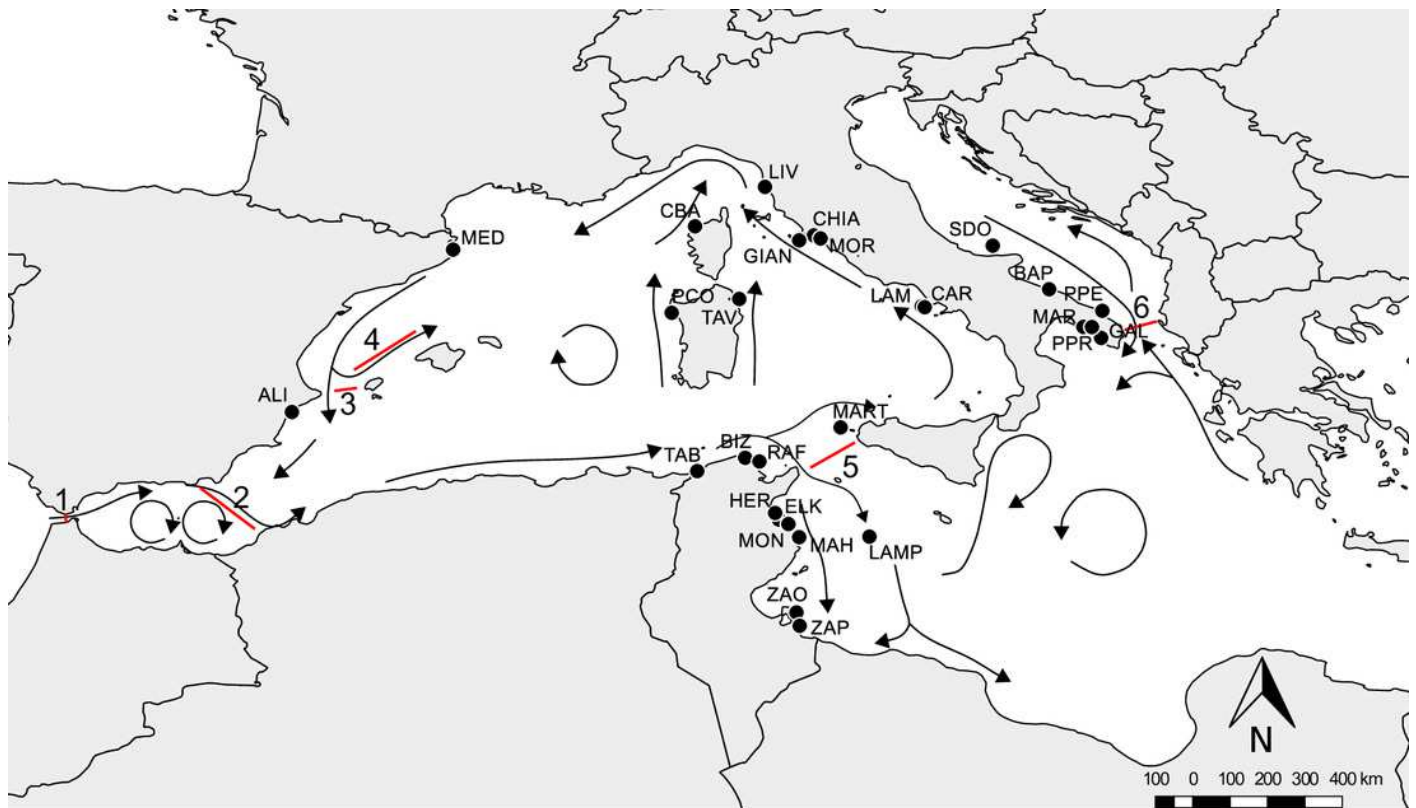 LIV
CBA
CHIA
MOR
GIAN
MED
SDO
BAP
PPE
PCO
TAV
LAM
CAR
MAR
GAL
PPR
6
4
3
ALI
MART
BIZ
RAF
TAB
5
1
2
HER
ELK
MON
MAH
LAMP
ZAO
ZAP
N
100 0 100 200 300 400 km